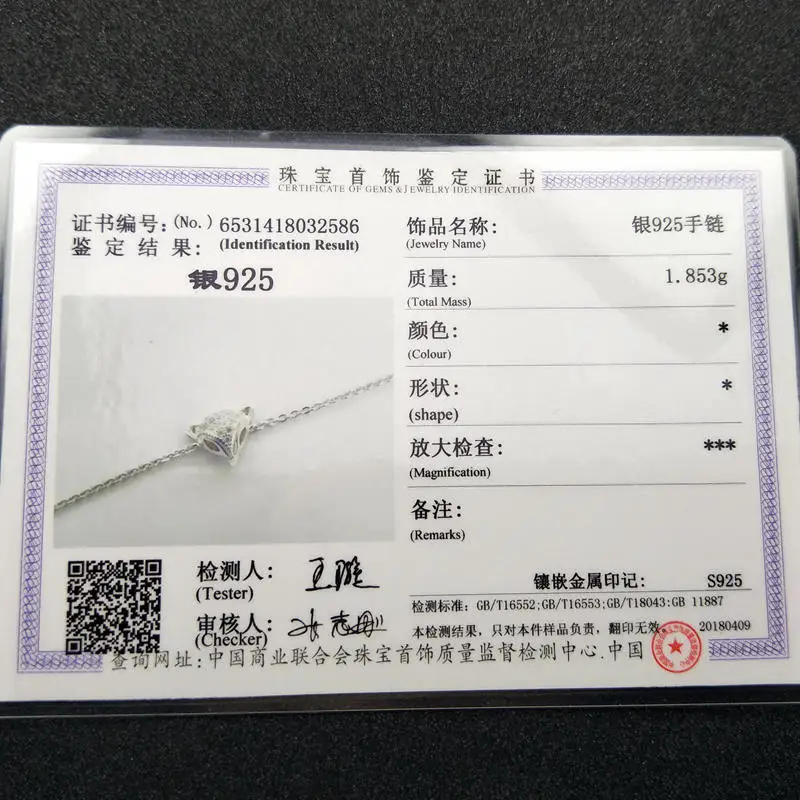 珠宝首饰鉴定证书
CERTIFICATE OF GEMS & JEWELRY IDENTIFICATION
证书编号:(No.) 6531418032586
鉴定结果: (Identification Result)
银925
检测人:
(Tester)
审核人:
(Checker)
饰品名称: 银925手链
(Jewelry Name)
质量: 1.853g
(Total Mass)
颜色: *
(Colour)
形状: *
(shape)
放大检查: ***
(Magnification)
备注:
(Remarks)
镶嵌金属印记: S925
检测标准: GB/T16552;GB/T16553;GB/T18043:GB 11887
本检测结果,只对本件样品负责,翻印无效 20180409
查询网址:中国商业联合会珠宝首饰质量监督检测中心.中国